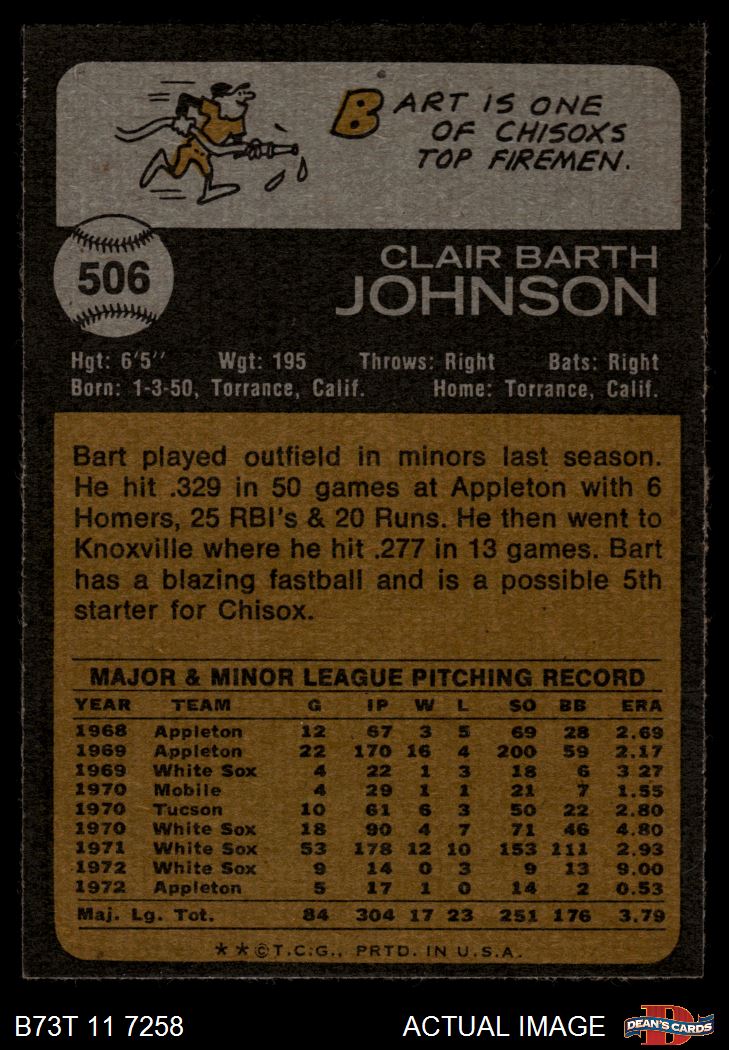 BART IS ONE
OF CHISOXS
TOP FIREMEN.
506
CLAIR BARTH
JOHNSON
Hgt: 6'5'' Wgt: 195 Throws: Right Bats: Right
Born: 1-3-50, Torrance, Calif. Home: Torrance, Calif.
Bart played outfield in minors last season.
He hit .329 in 50 games at Appleton with 6
Homers, 25 RBI's & 20 Runs. He then went to
Knoxville where he hit .277 in 13 games. Bart
has a blazing fastball and is a possible 5th
starter for Chisox.
MAJOR & MINOR LEAGUE PITCHING RECORD
YEAR TEAM G IP W L SO BB ERA
1968 Appleton 12 67 3 5 69 28 2.69
1969 Appleton 22 170 16 4 200 59 2.17
1969 White Sox 4 22 1 3 18 6 3 27
1970 Mobile 4 29 1 1 21 7 1.55
1970 Tucson 10 61 6 3 50 22 2.80
1970 White Sox 18 90 4 7 71 46 4.80
1971 White Sox 53 178 12 10 153 111 2.93
1972 White Sox 9 14 0 3 9 13 9.00
1972 Appleton 5 17 1 0 14 2 0.53
Maj. Lg. Tot. 84 304 17 23 251 176 3.79
**©T.C.G., PRTD. IN U.S.A.
B73T 11 7258 ACTUAL IMAGE DEAN'S CARDS